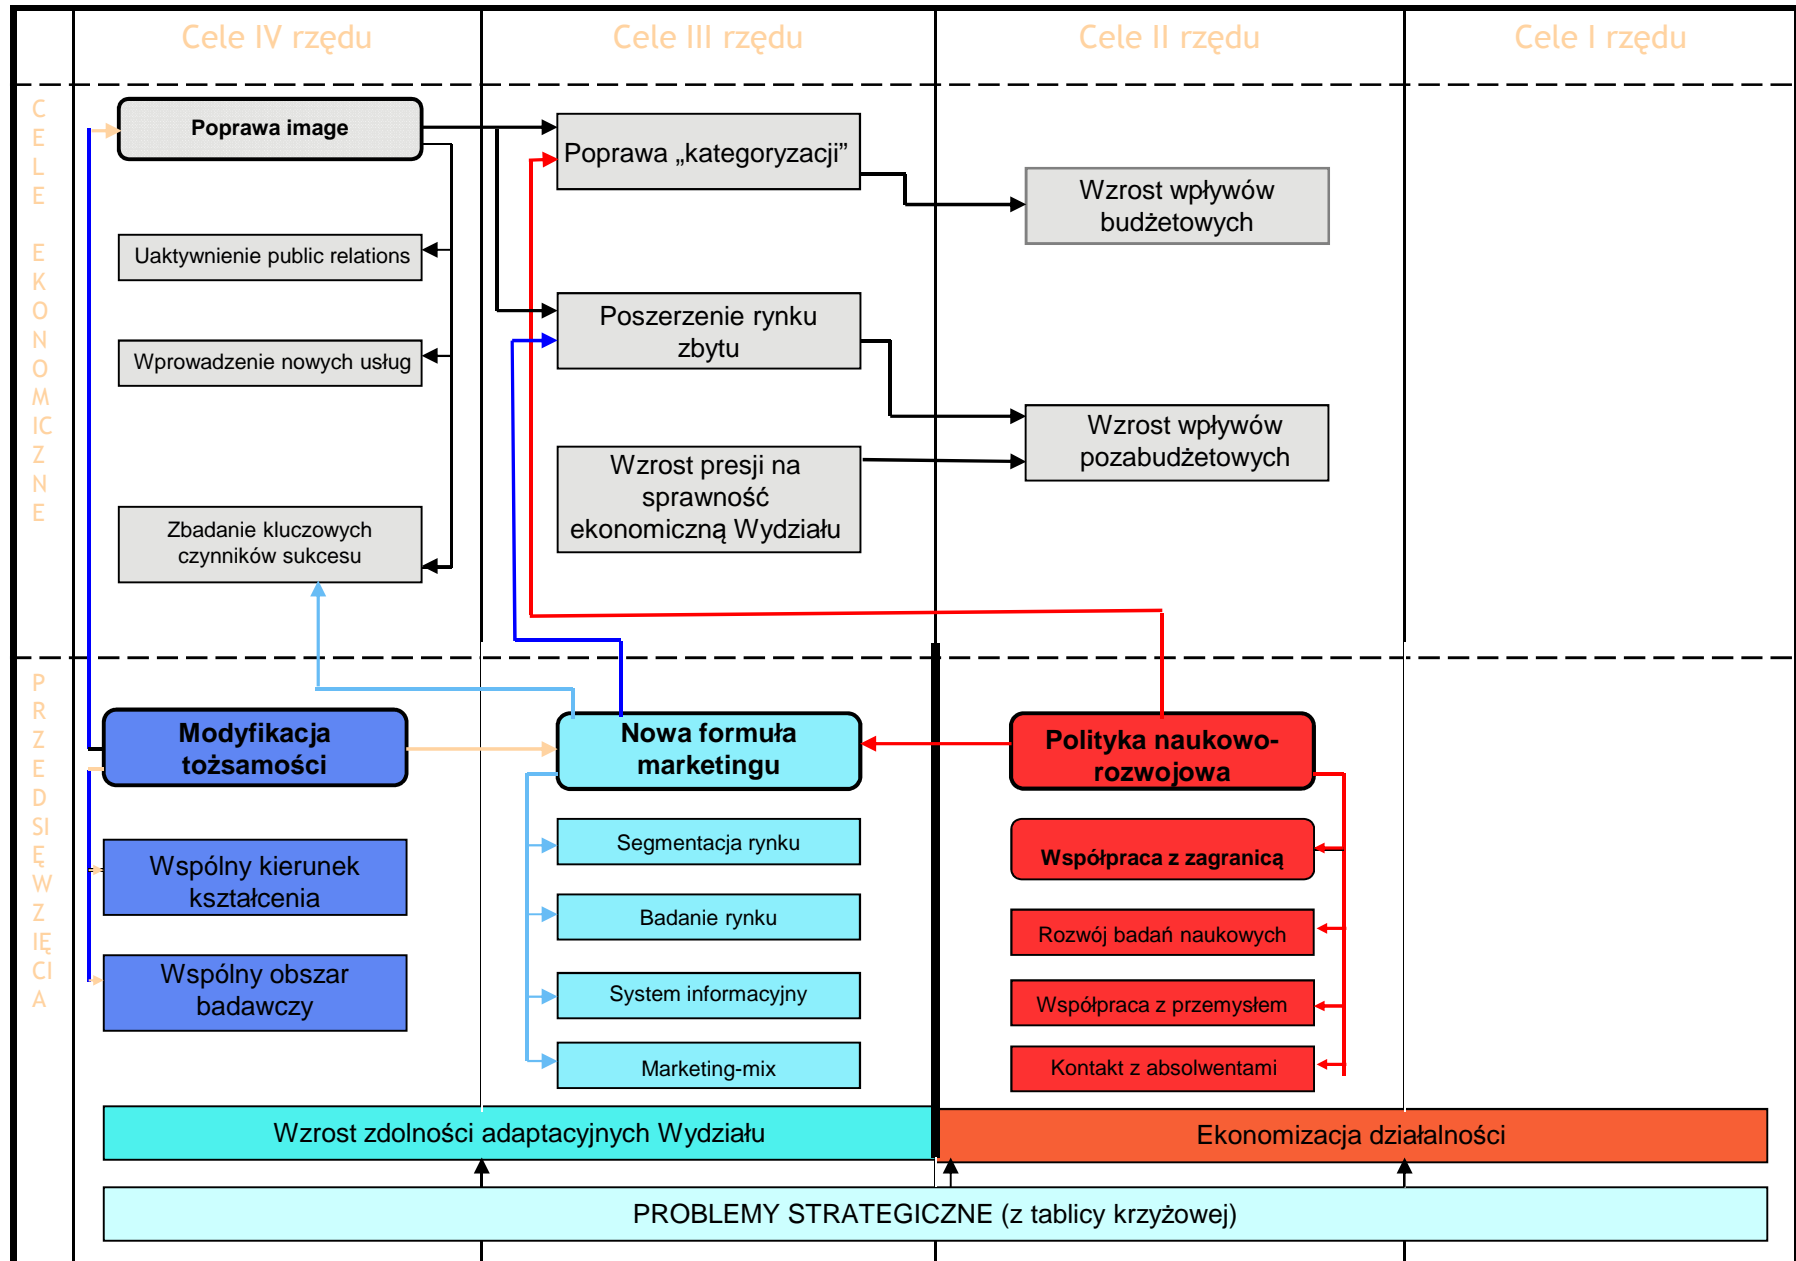 Cele IV rzędu
Cele III rzędu
Cele II rzędu
Cele I rzędu
C
E
L
E
E
K
O
N
O
M
IC
Z
N
E
Poprawa image
Uaktywnienie public relations
Wprowadzenie nowych usług
Zbadanie kluczowych
czynników sukcesu
Poprawa „kategoryzacji”
Poszerzenie rynku
zbytu
Wzrost presji na
sprawność
ekonomiczną Wydziału
Wzrost wpływów
budżetowych
Wzrost wpływów
pozabudżetowych
P
R
Z
E
D
SI
Ę
W
Z
IĘ
CI
A
Modyfikacja
tożsamości
Wspólny kierunek
kształcenia
Wspólny obszar
badawczy
Nowa formuła
marketingu
Segmentacja rynku
Badanie rynku
System informacyjny
Marketing-mix
Polityka naukowo-
rozwojowa
Współpraca z zagranicą
Rozwój badań naukowych
Współpraca z przemysłem
Kontakt z absolwentami
Wzrost zdolności adaptacyjnych Wydziału
Ekonomizacja działalności
PROBLEMY STRATEGICZNE (z tablicy krzyżowej)